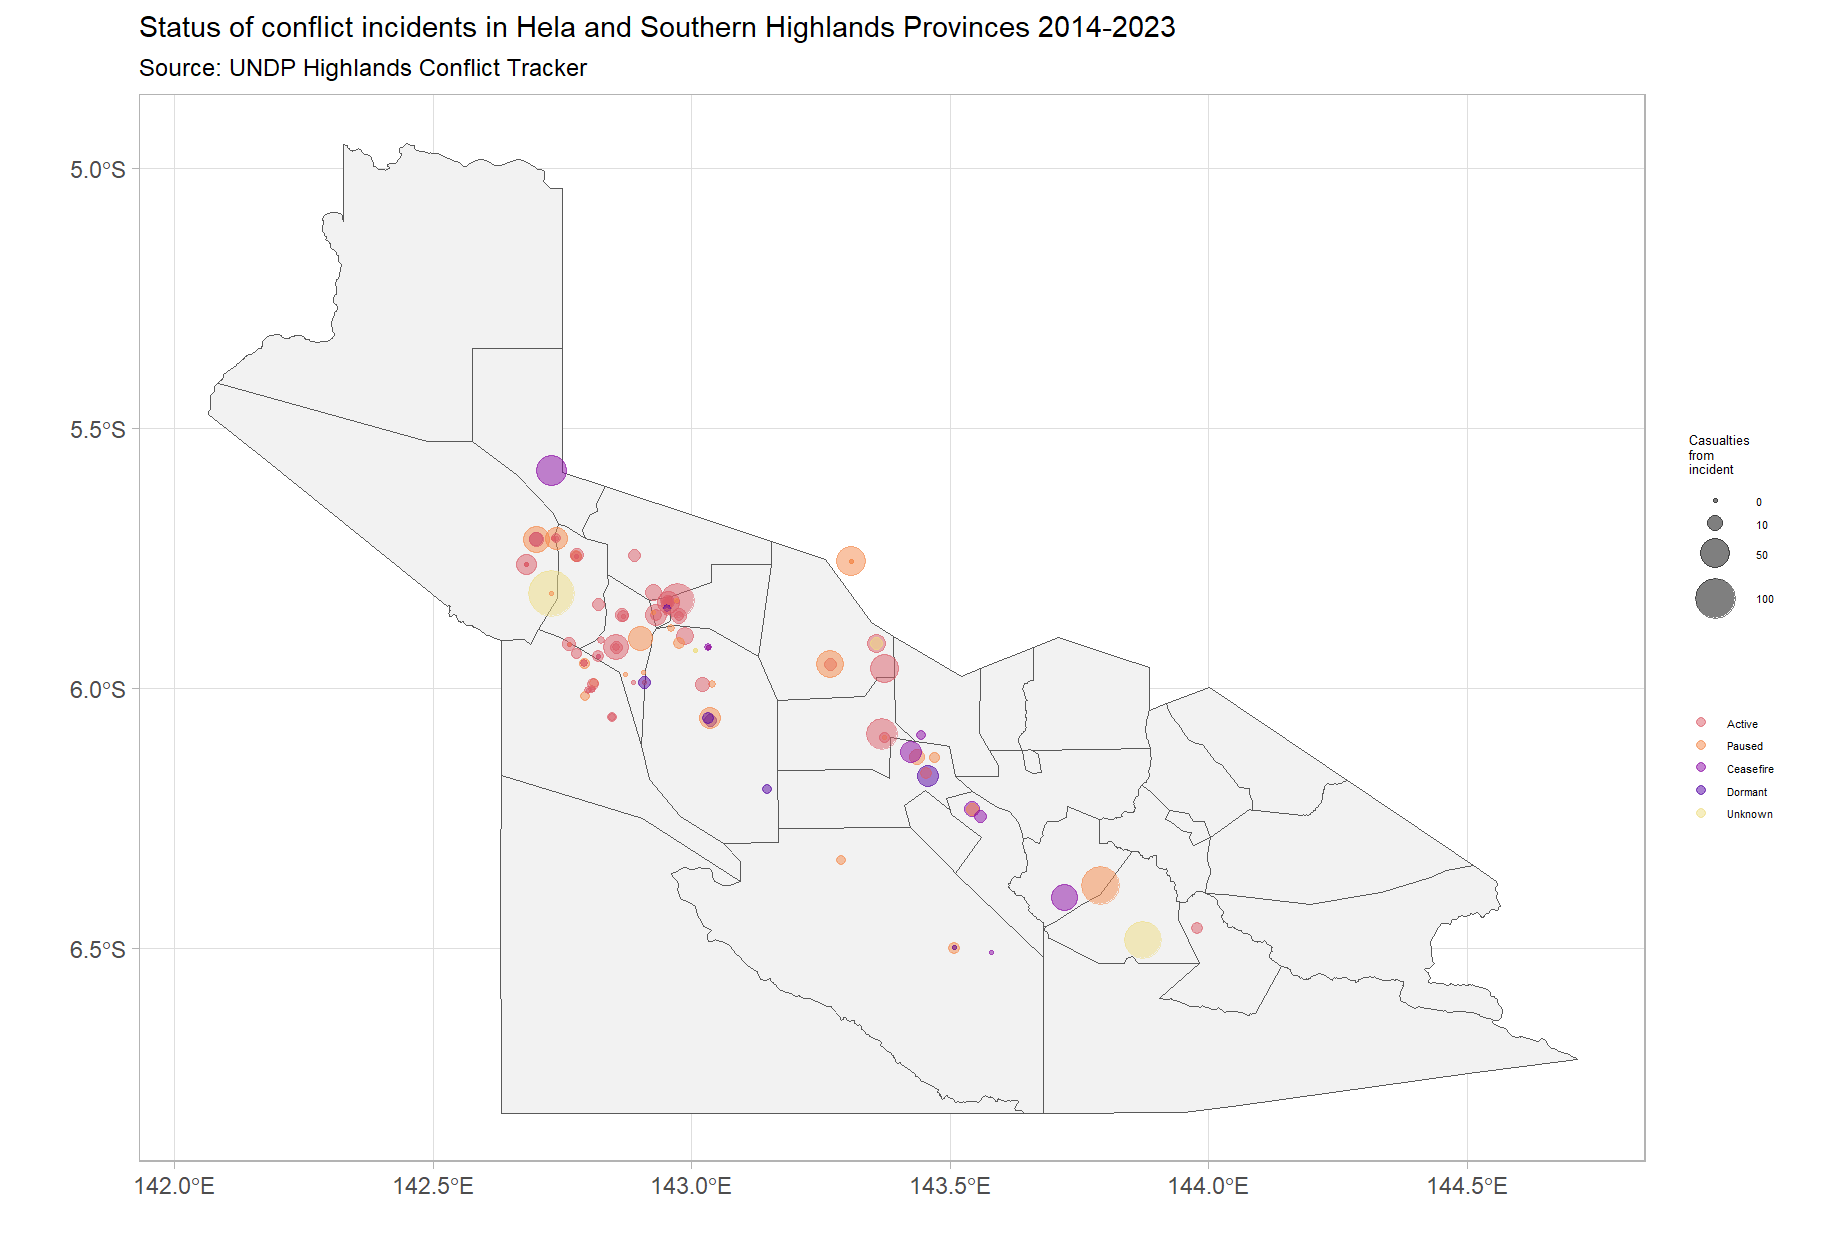 Status of conflict incidents in Hela and Southern Highlands Provinces 2014-2023
Source: UNDP Highlands Conflict Tracker
5.0°S
5.5°S
6.0°S
6.5°S
142.0°E
142.5°E
143.0°E
143.5°E
144.0°E
144.5°E
Casualties
from
incident
0
10
50
100
Active
Paused
Ceasefire
Dormant
Unknown